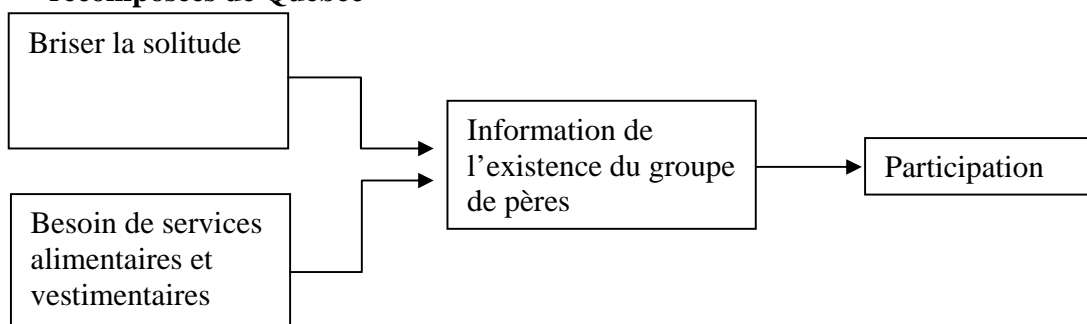 recomposées de Québec
Briser la solitude
Information de
l’existence du groupe
de pères
Participation
Besoin de services
alimentaires et
vestimentaires